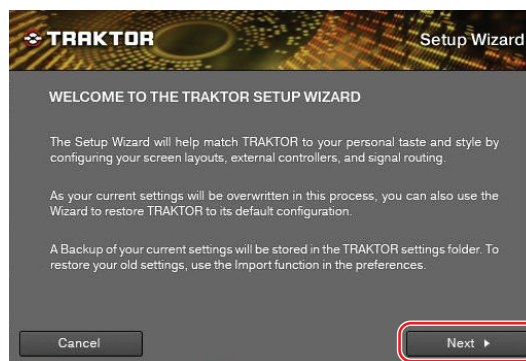 TRAKTOR
Setup Wizard
WELCOME TO THE TRAKTOR SETUP WIZARD
The Setup Wizard will help match TRAKTOR to your personal taste and style by
configuring your screen layouts, external controllers, and signal routing.
As your current settings will be overwritten in this process, you can also use the
Wizard to restore TRAKTOR to its default configuration.
A Backup of your current settings will be stored in the TRAKTOR settings folder. To
restore your old settings, use the Import function in the preferences.
Cancel
Next